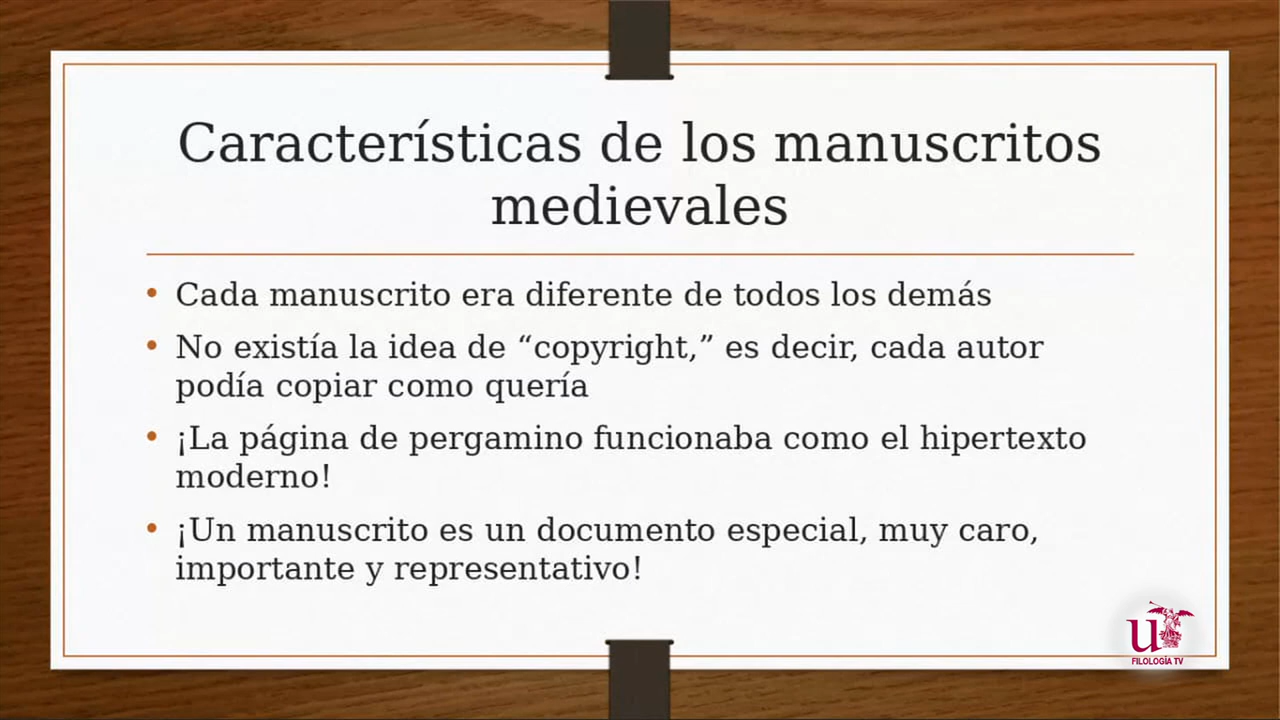 Características de los manuscritos
medievales
• Cada manuscrito era diferente de todos los demás
• No existía la idea de “copyright,” es decir, cada autor
podía copiar como quería
• ¡La página de pergamino funcionaba como el hipertexto
moderno!
• ¡Un manuscrito es un documento especial, muy caro,
importante y representativo!
u
FILOLOGÍA TV